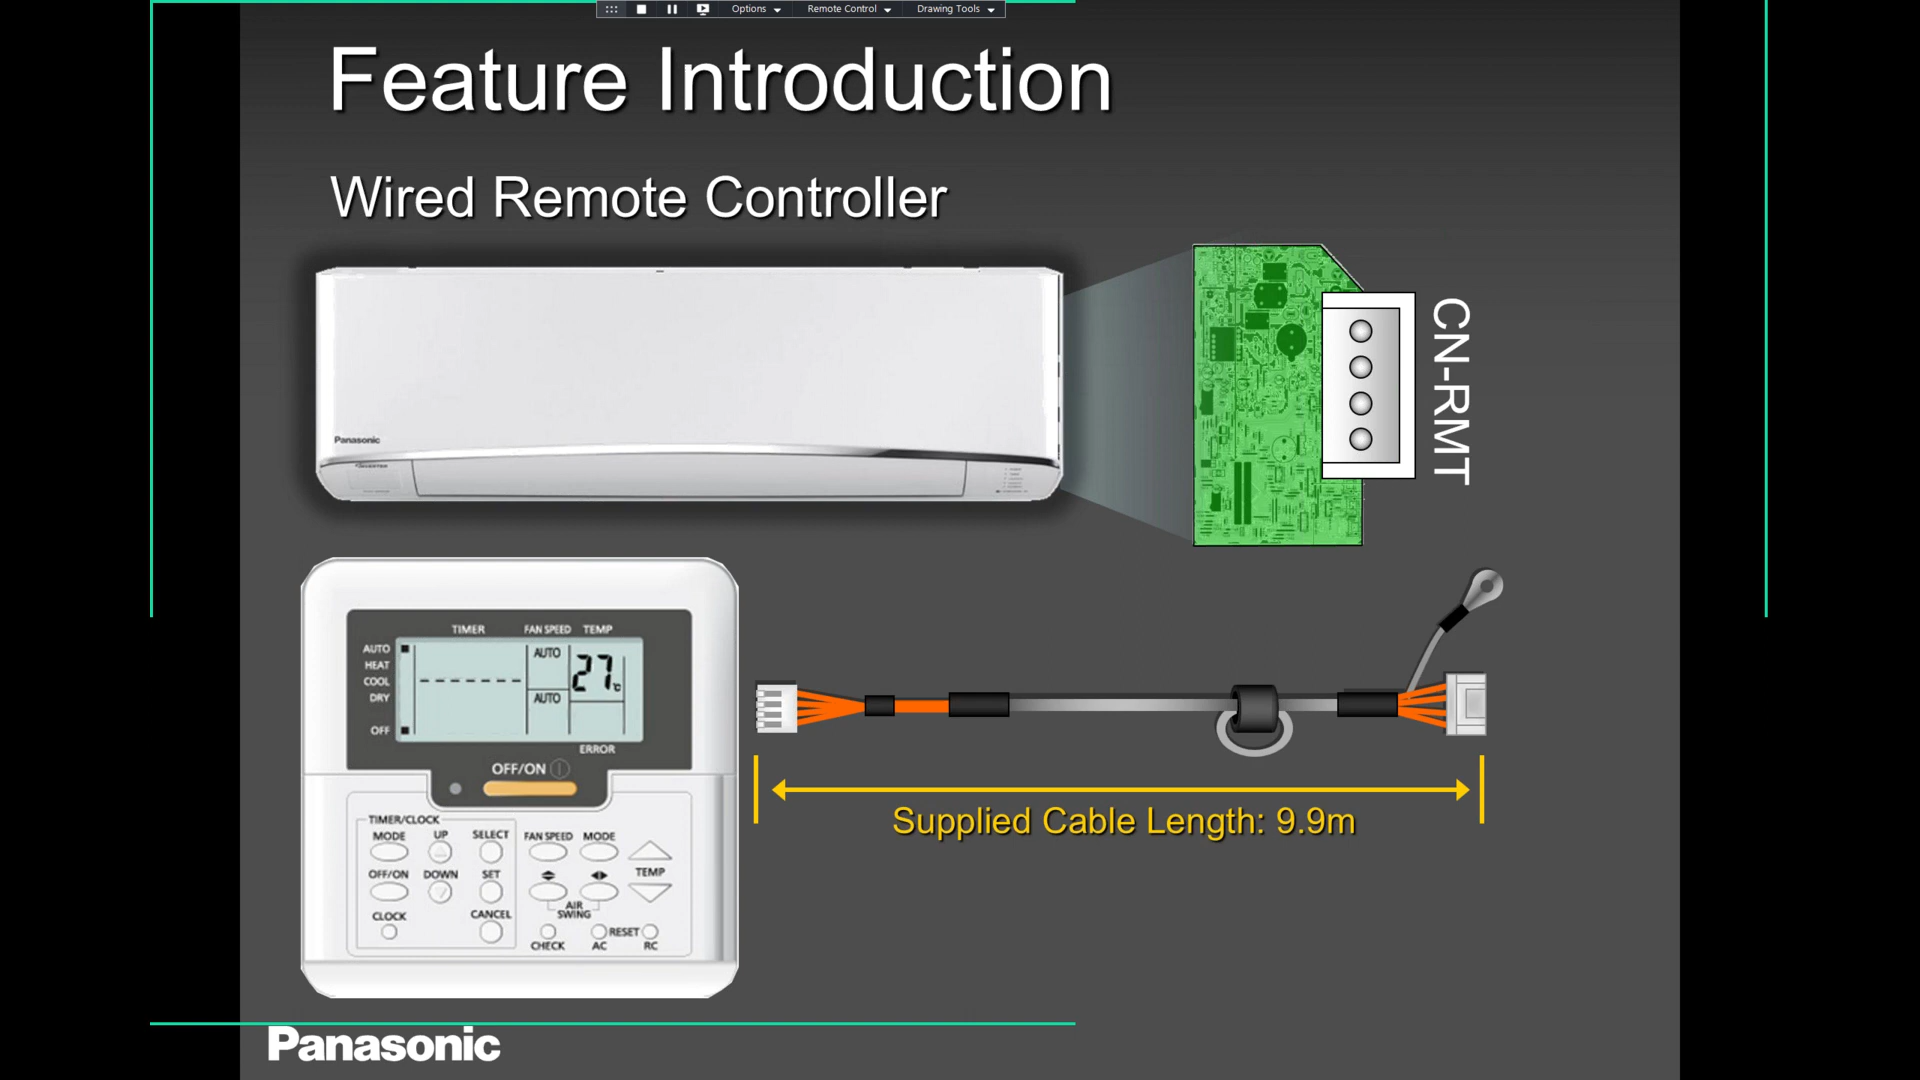 Options
Remote Control
Drawing Tools
Feature Introduction
Wired Remote Controller
Panasonic
INVERTER
CN-RMT
TIMER FAN SPEED TEMP
AUTO
HEAT
COOL
DRY
OFF
AUTO
AUTO
27°C
ERROR
OFF/ON
TIMER/CLOCK
MODE UP SELECT FAN SPEED MODE
OFF/ON DOWN SET TEMP
AIR
SWING
CLOCK CANCEL
RESET
CHECK AC RC
Supplied Cable Length: 9.9m
Panasonic